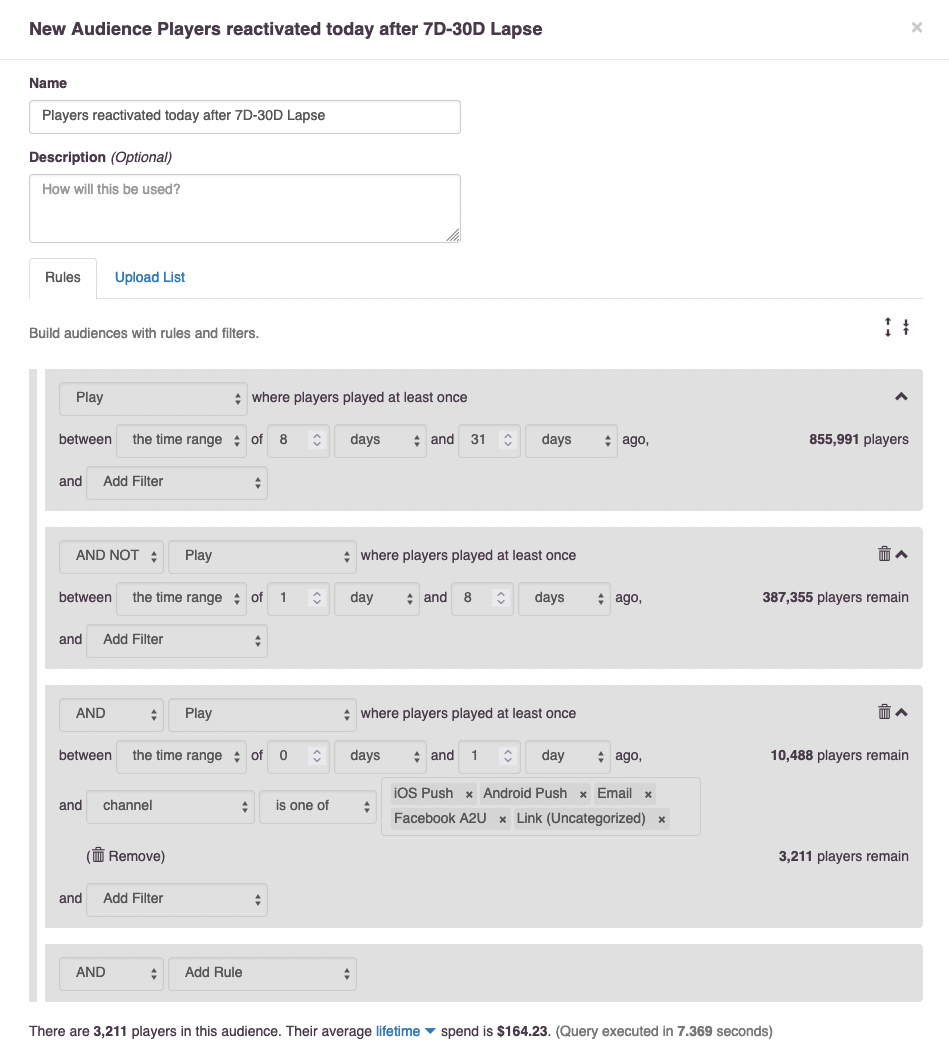 New Audience Players reactivated today after 7D-30D Lapse ×
Name
Players reactivated today after 7D-30D Lapse
Description (Optional)
How will this be used?
Rules Upload List
Build audiences with rules and filters.
Play where players played at least once
between the time range of 8 days and 31 days ago, 855,991 players
and Add Filter
AND NOT Play where players played at least once
between the time range of 1 day and 8 days ago, 387,355 players remain
and Add Filter
AND Play where players played at least once
between the time range of 0 days and 1 day ago, 10,488 players remain
and channel is one of iOS Push × Android Push × Email ×
Facebook A2U × Link (Uncategorized) ×
( Remove) 3,211 players remain
and Add Filter
AND Add Rule
There are 3,211 players in this audience. Their average lifetime spend is $164.23. (Query executed in 7.369 seconds)